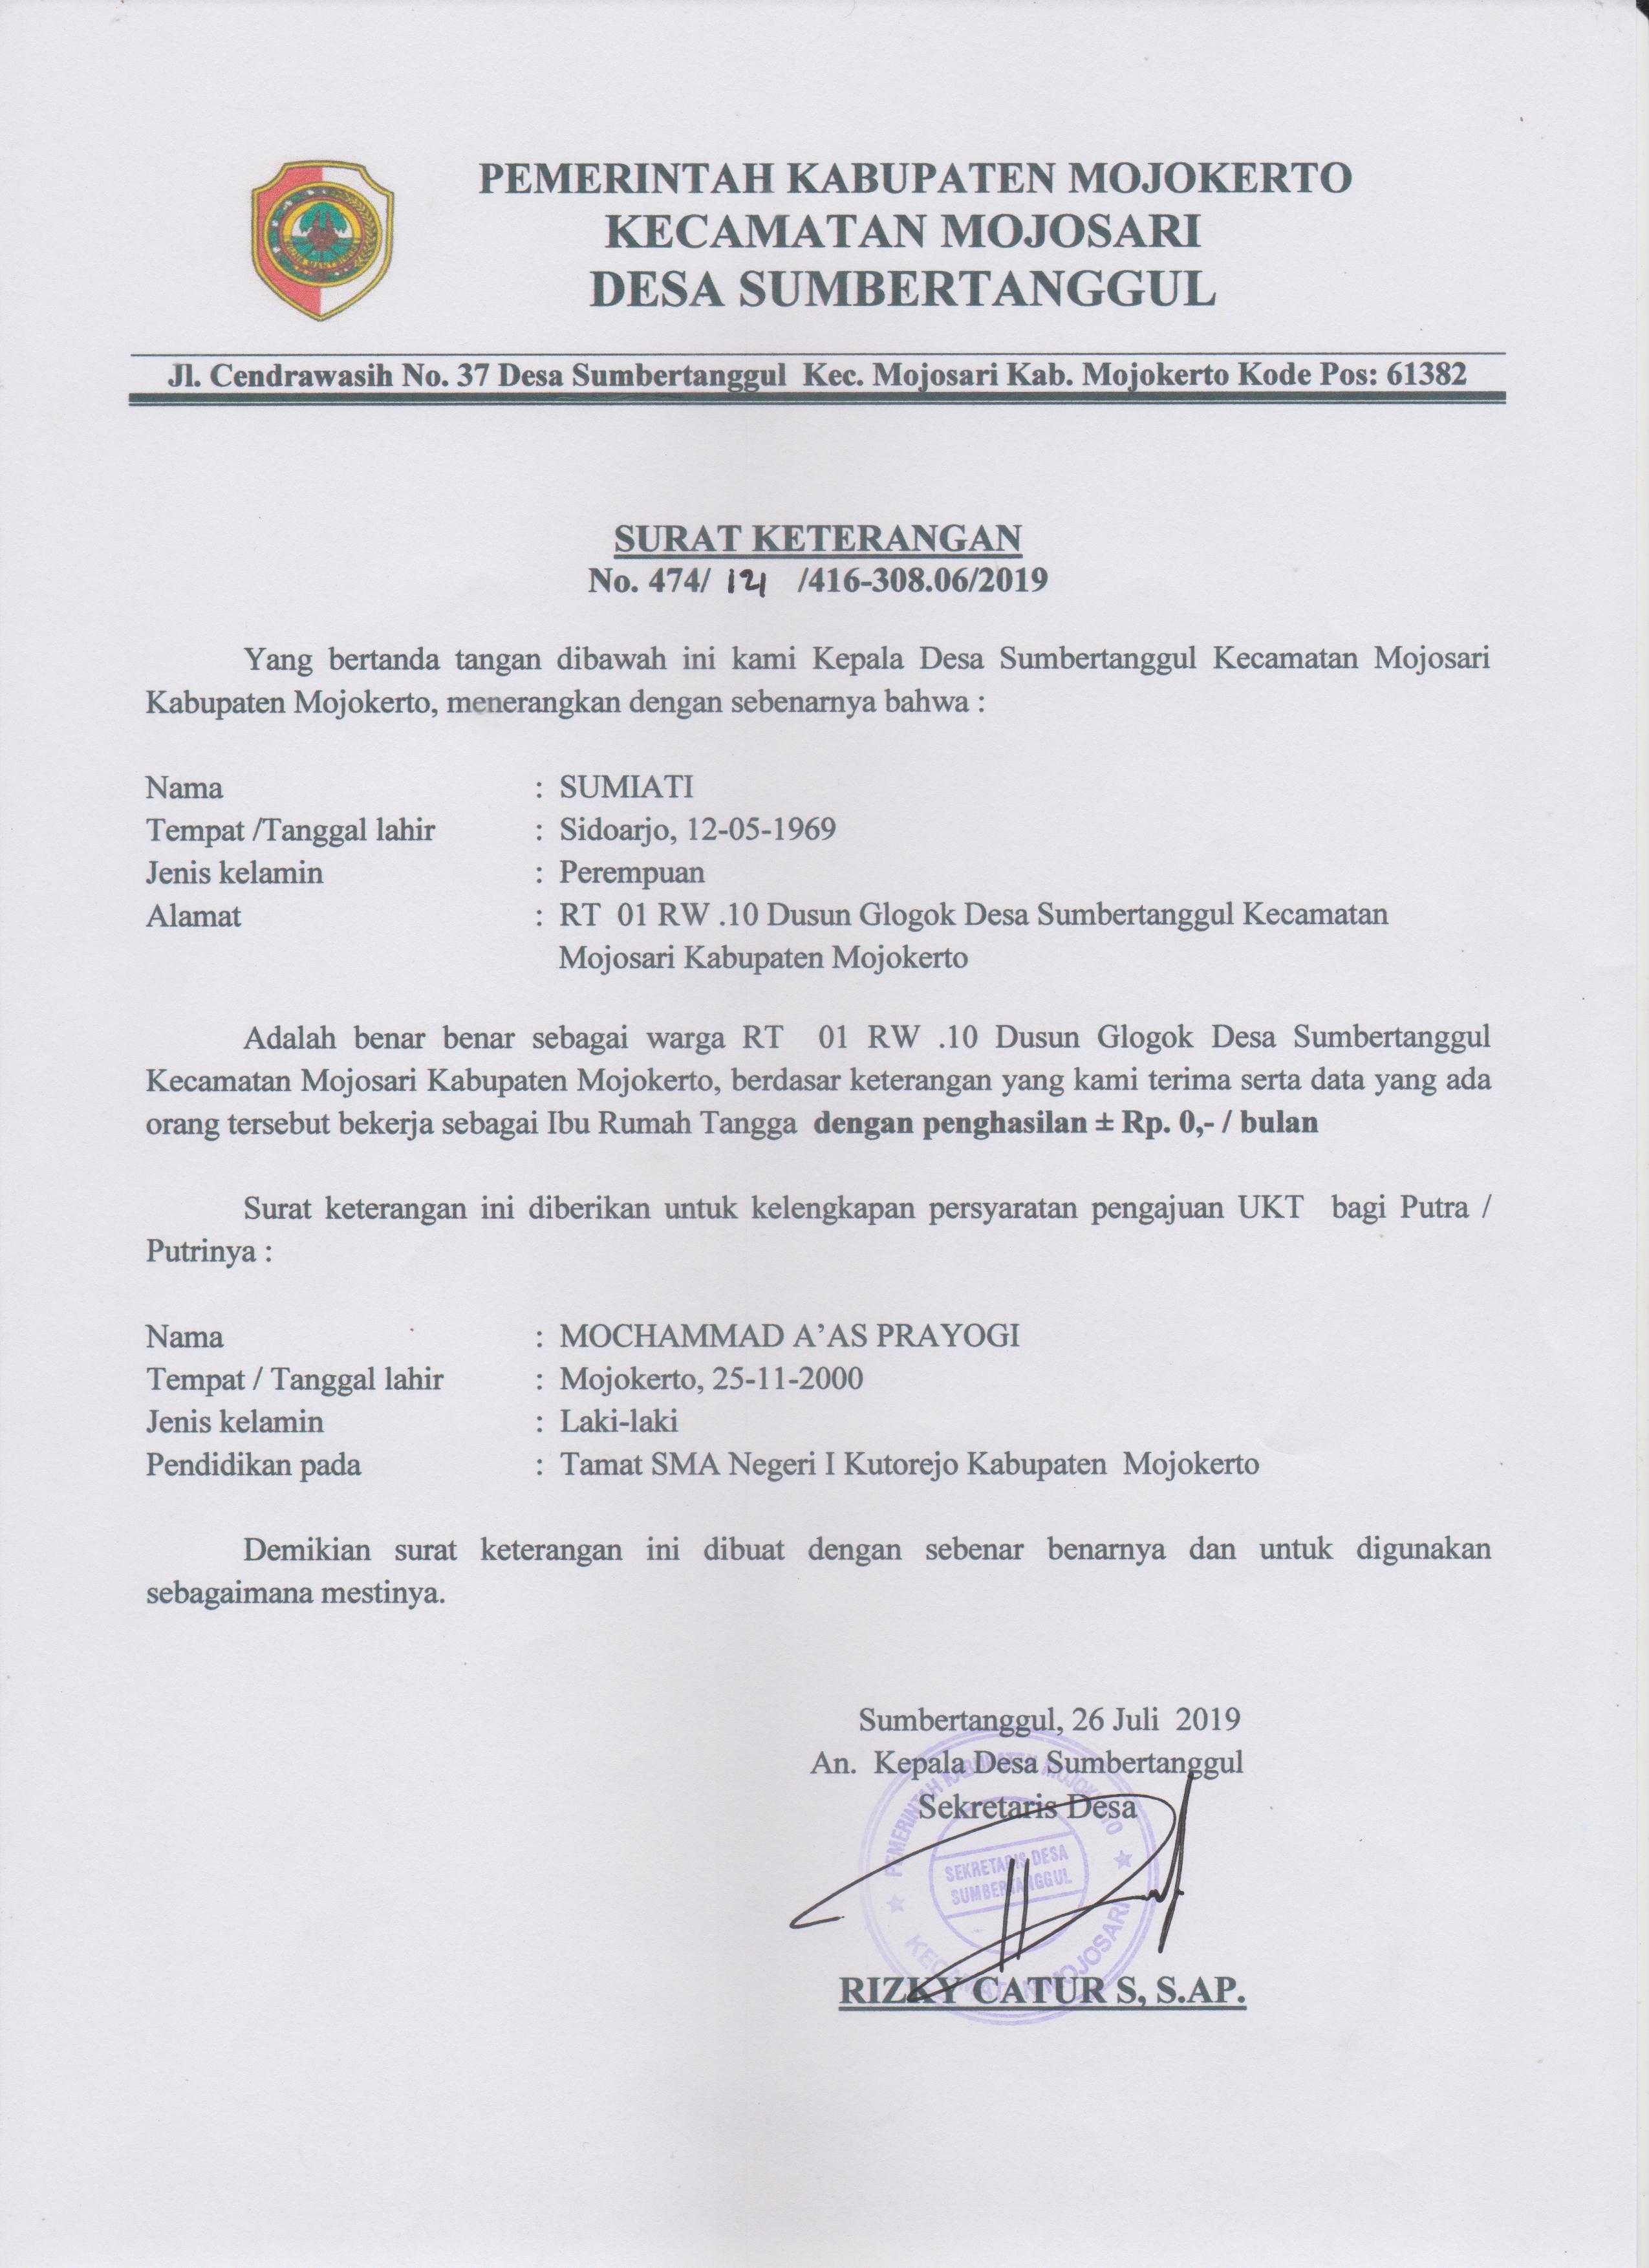 PEMERINTAH KABUPATEN MOJOKERTO
KECAMATAN MOJOSARI
DESA SUMBERTANGGUL
Jl. Cendrawasih No. 37 Desa Sumbertanggul Kec. Mojosari Kab. Mojokerto Kode Pos: 61382
SURAT KETERANGAN
No. 474/ 121 /416-308.06/2019
Yang bertanda tangan dibawah ini kami Kepala Desa Sumbertanggul Kecamatan Mojosari
Kabupaten Mojokerto, menerangkan dengan sebenarnya bahwa :
Nama : SUMIATI
Tempat /Tanggal lahir : Sidoarjo, 12-05-1969
Jenis kelamin : Perempuan
Alamat : RT 01 RW .10 Dusun Glogok Desa Sumbertanggul Kecamatan
Mojosari Kabupaten Mojokerto
Adalah benar benar sebagai warga RT 01 RW .10 Dusun Glogok Desa Sumbertanggul
Kecamatan Mojosari Kabupaten Mojokerto, berdasar keterangan yang kami terima serta data yang ada
orang tersebut bekerja sebagai Ibu Rumah Tangga dengan penghasilan ± Rp. 0,- / bulan
Surat keterangan ini diberikan untuk kelengkapan persyaratan pengajuan UKT bagi Putra /
Putrinya :
Nama : MOCHAMMAD A’AS PRAYOGI
Tempat / Tanggal lahir : Mojokerto, 25-11-2000
Jenis kelamin : Laki-laki
Pendidikan pada : Tamat SMA Negeri I Kutorejo Kabupaten Mojokerto
Demikian surat keterangan ini dibuat dengan sebenar benarnya dan untuk digunakan
sebagaimana mestinya.
Sumbertanggul, 26 Juli 2019
An. Kepala Desa Sumbertanggul
Sekretaris Desa
PEMERINTAH KABUPATEN MOJOKERTO
SEKRETARIS DESA
SUMBERTANGGUL
KECAMATAN MOJOSARI
RIZKY CATUR S, S.AP.